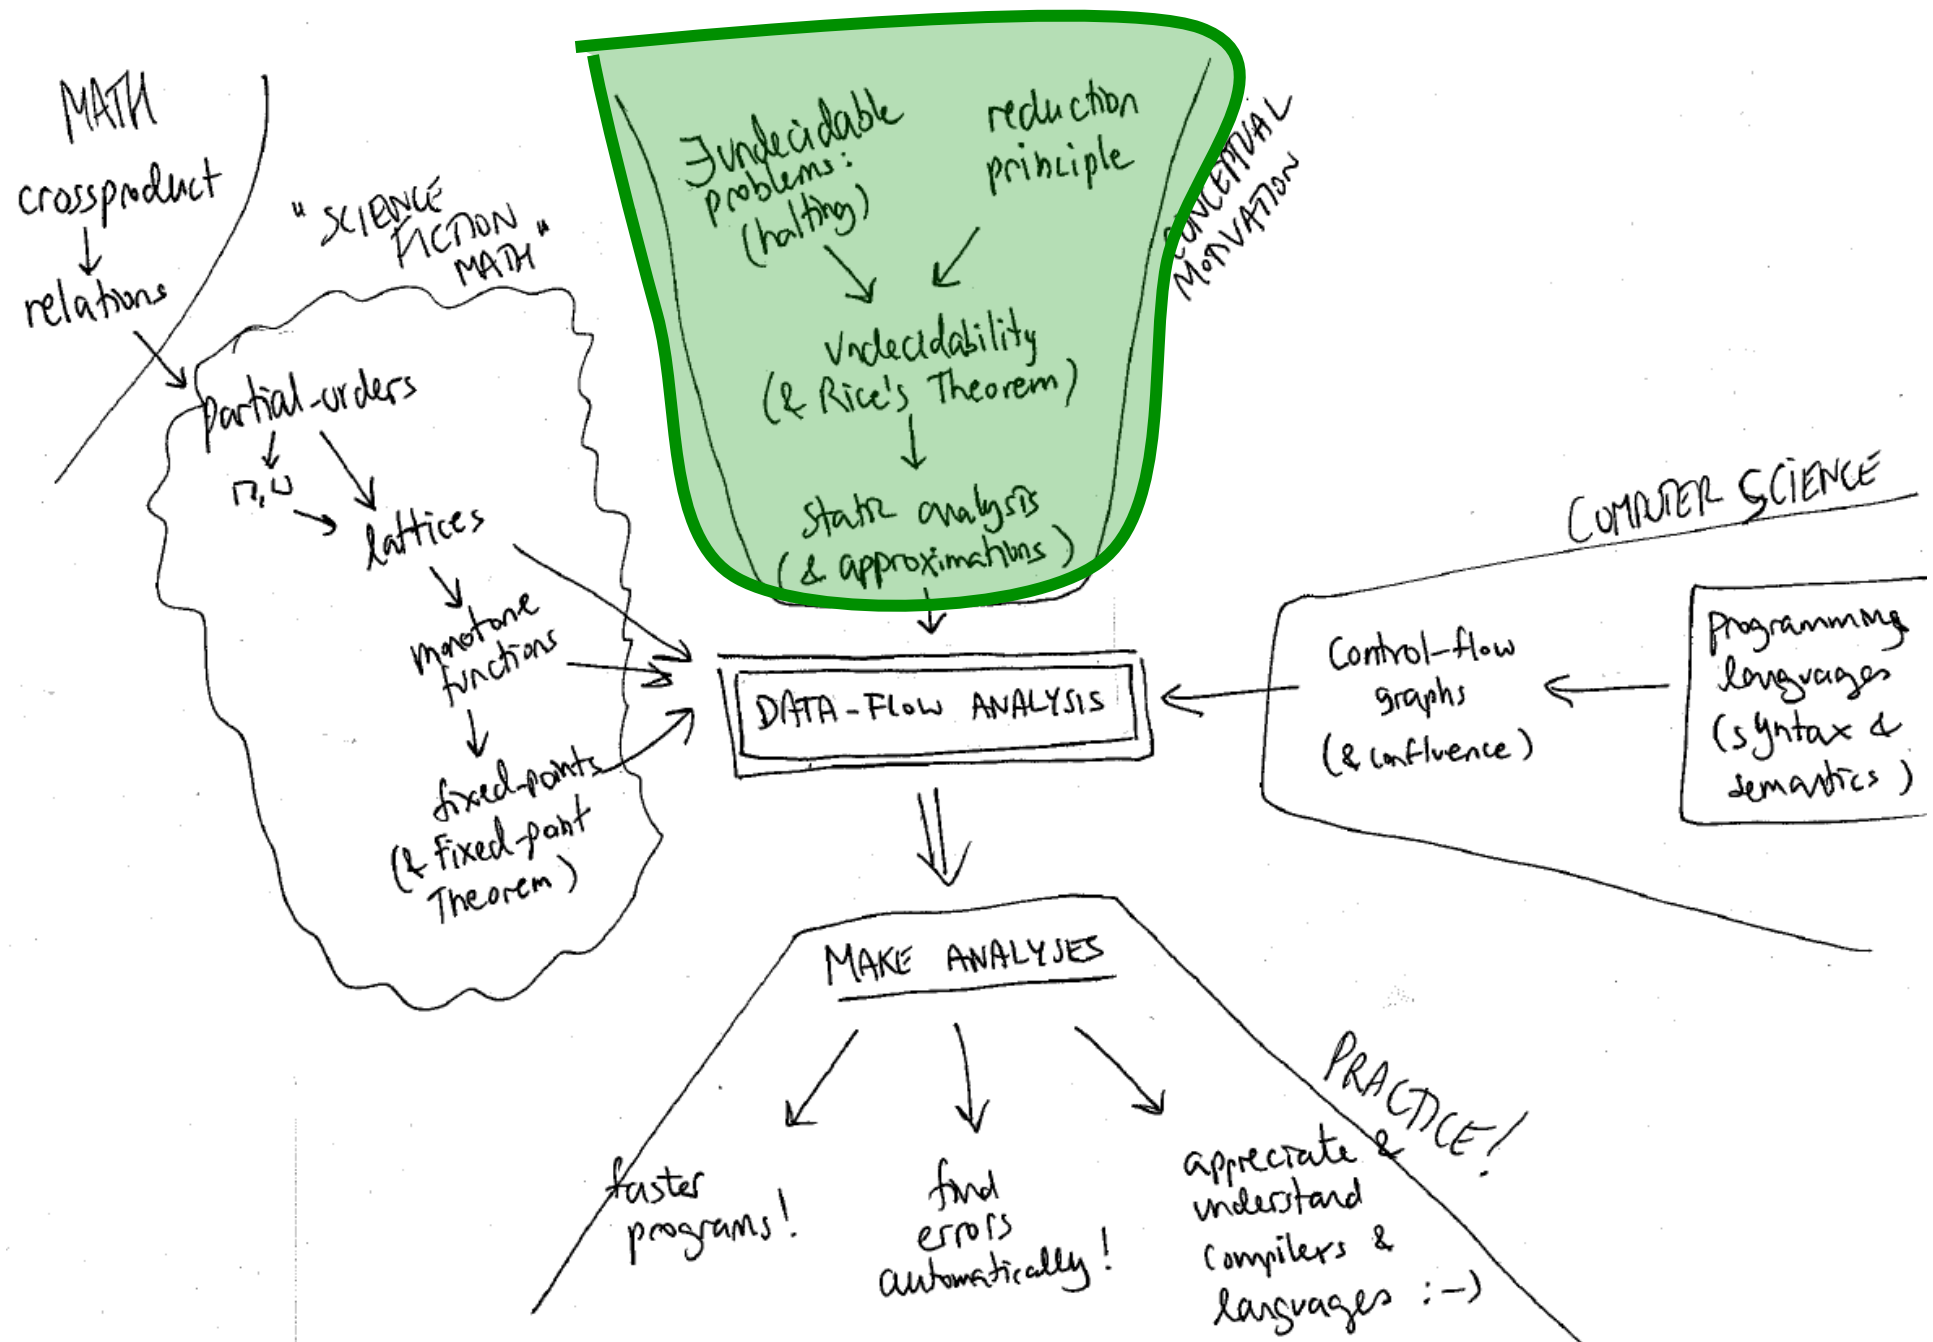 MATH
crossproduct
relations
"SCIENCE
FICTION
MATH"
partial-orders
⊓,⊔
lattices
monotone
functions
fixed-points
(& Fixed-point
Theorem)
∃ undecidable
problems:
(halting)
reduction
principle
Undecidability
(& Rice's Theorem)
static analysis
(& approximations)
CONCEPTUAL
MOTIVATION
DATA-FLOW ANALYSIS
COMPUTER SCIENCE
Control-flow
graphs
(& confluence)
programming
languages
(syntax &
semantics)
MAKE ANALYSES
PRACTICE!
faster
programs!
find
errors
automatically!
appreciate &
understand
compilers &
languages :-)